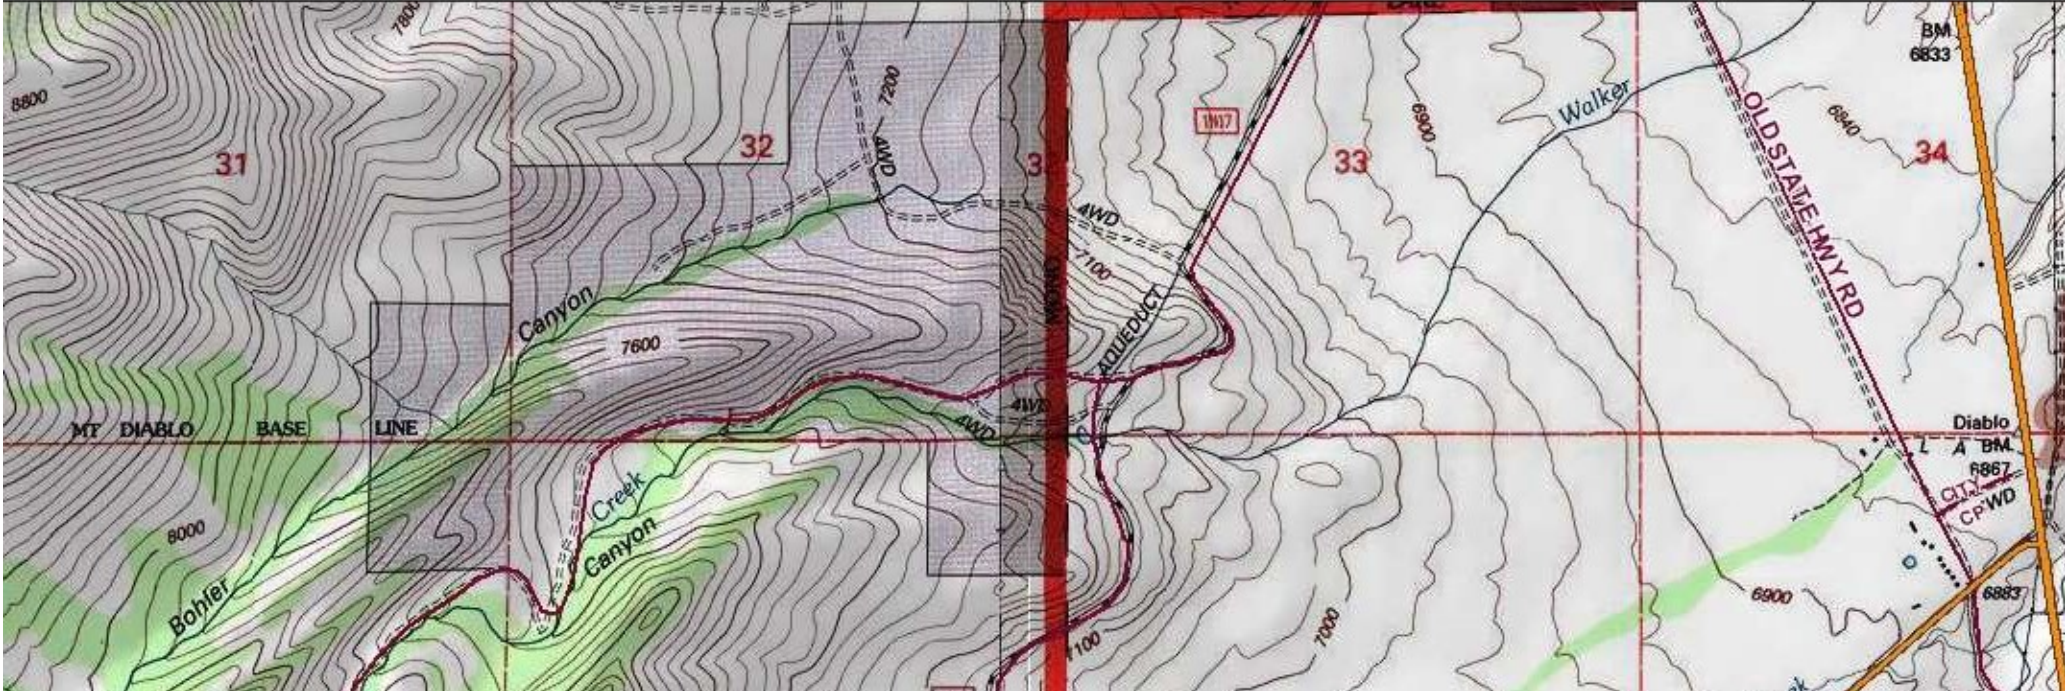 7800
8800
31
32
7200
4WD
1N17
33
6900
Walker
OLD STATE HWY RD
6840
34
BM
6833
4WD
7100
AQUEDUCT
MONO
Canyon
7600
MT DIABLO BASE LINE
4WD
4WD
Creek
Canyon
8000
Bohler
7100
7000
6900
Diablo
L A BM
6867
CITY
WD
CP
6883